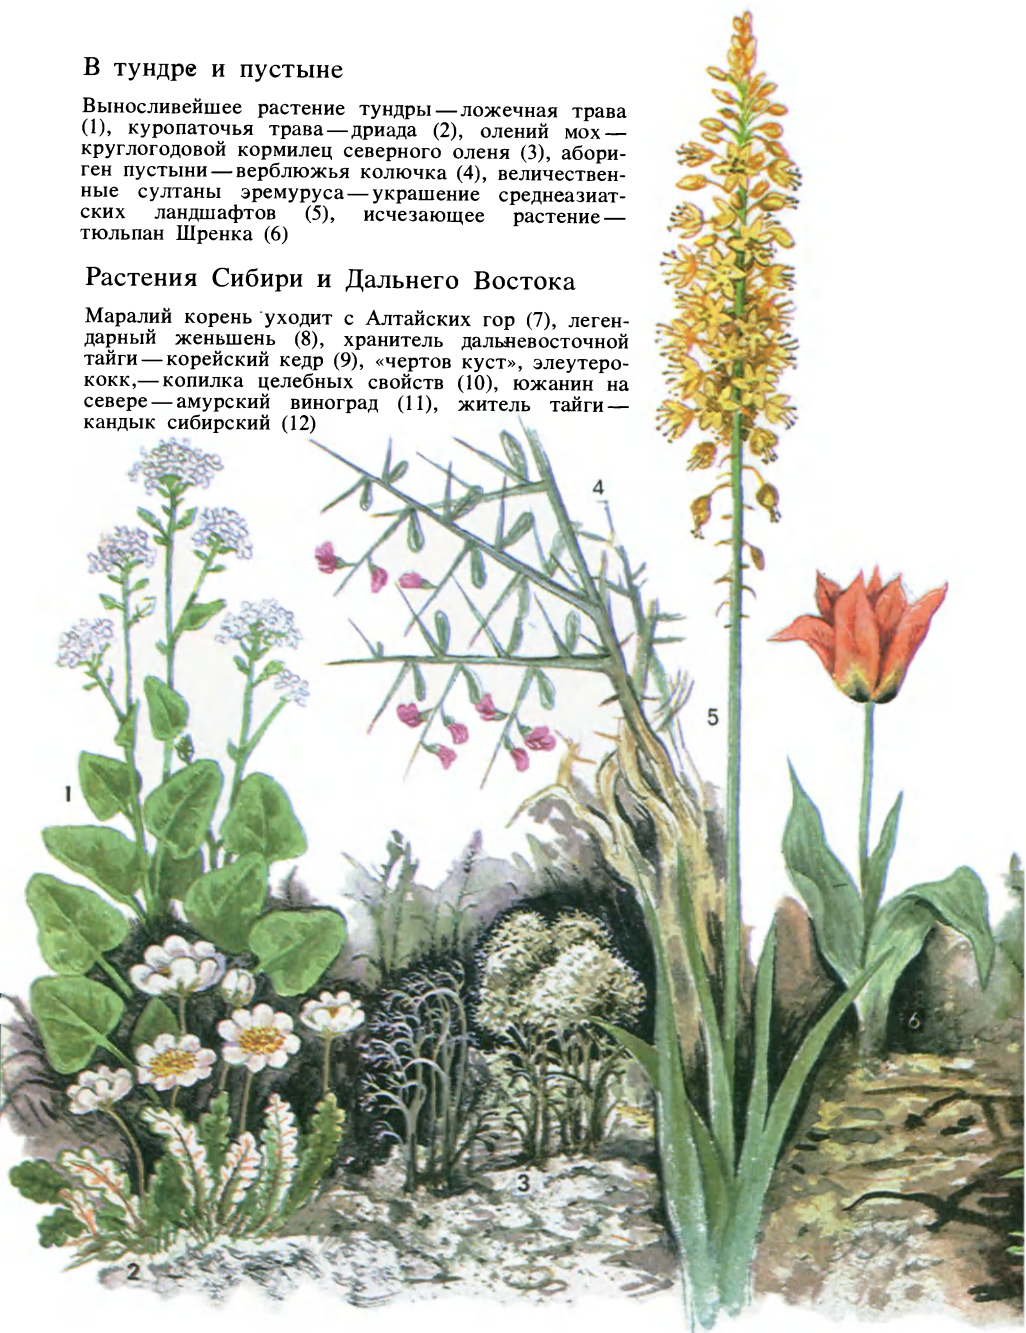 В тундре и пустыне
Выносливейшее растение тундры — ложечная трава
(1), куропаточья трава — дриада (2), олений мох —
круглогодовой кормилец северного оленя (3), абори-
ген пустыни — верблюжья колючка (4), величествен-
ные султаны эремуруса — украшение среднеазиат-
ских ландшафтов (5), исчезающее растение —
тюльпан Шренка (6)
Растения Сибири и Дальнего Востока
Маралий корень уходит с Алтайских гор (7), леген-
дарный женьшень (8), хранитель дальневосточной
тайги — корейский кедр (9), «чертов куст», элеутеро-
кокк,— копилка целебных свойств (10), южанин на
севере — амурский виноград (11), житель тайги —
кандык сибирский (12)
4
5
1
6
3
2